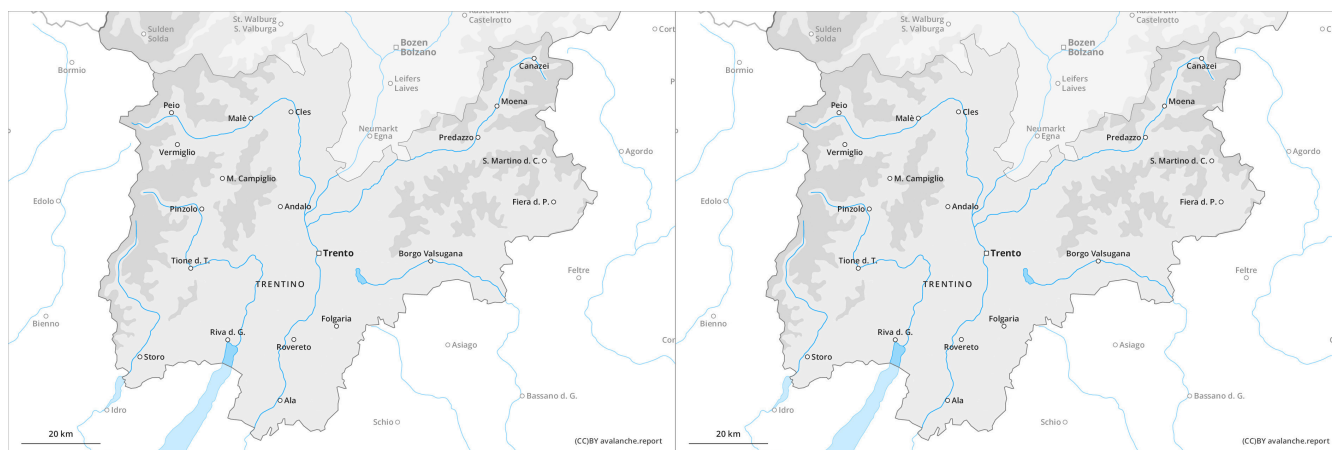 St. Walburg
S. Valburga
Kastelruth
Castelrotto
Sulden
Solda
Cort
Bozen
Bolzano
Bormio
Canazei
Leifers
Laives
Peio
Moena
Malè
Cles
Neumarkt
Egna
Predazzo
Vermiglio
Agordo
S. Martino d. C.
M. Campiglio
Edolo
Pinzolo
Andalo
Fiera d. P.
Trento
Borgo Valsugana
Tione d. T.
Feltre
TRENTINO
Bienno
Folgaria
Riva d. G.
Rovereto
Asiago
Cor
Storo
Ala
Bassano d. G.
Idro
Schio
20 km
(CC)BY avalanche.report
St. Walburg
S. Valburga
Kastelruth
Castelrotto
Sulden
Solda
C
Bozen
Bolzano
Bormio
Canazei
Leifers
Laives
P
Peio
Moena
Malè
Cles
Neumarkt
Egna
Predazzo
Vermiglio
Agordo
S. Martino d. C.
M. Campiglio
Edolo
Pinzolo
Andalo
Fiera d. P.
Trento
Borgo Valsugana
Tione d. T.
Feltre
TRENTINO
Bienno
Folgaria
Riva d. G.
Rovereto
Asiago
Storo
Ala
Bassano d. G.
Idro
Schio
20 km
(CC)BY avalanche.report